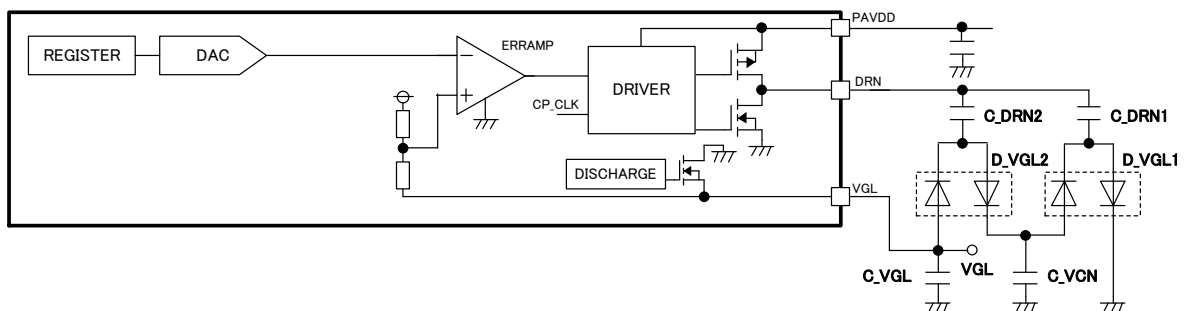 PAVDD
REGISTER
DAC
ERRAMP
DRIVER
DRN
CP_CLK
C_DRN2
C_DRN1
DISCHARGE
D_VGL2
D_VGL1
VGL
C_VGL
VGL
C_VCN